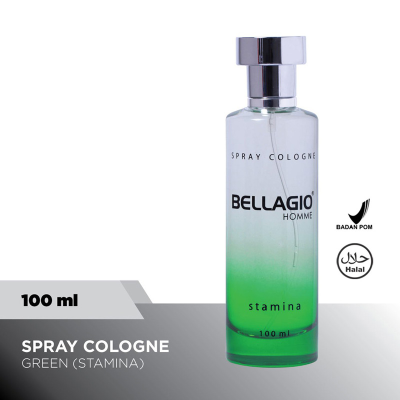 SPRAY COLOGNE
BELLAGIO®
HOMME
stamina
100 ml
BADAN POM
حلال
Halal
100 ml
SPRAY COLOGNE
GREEN (STAMINA)